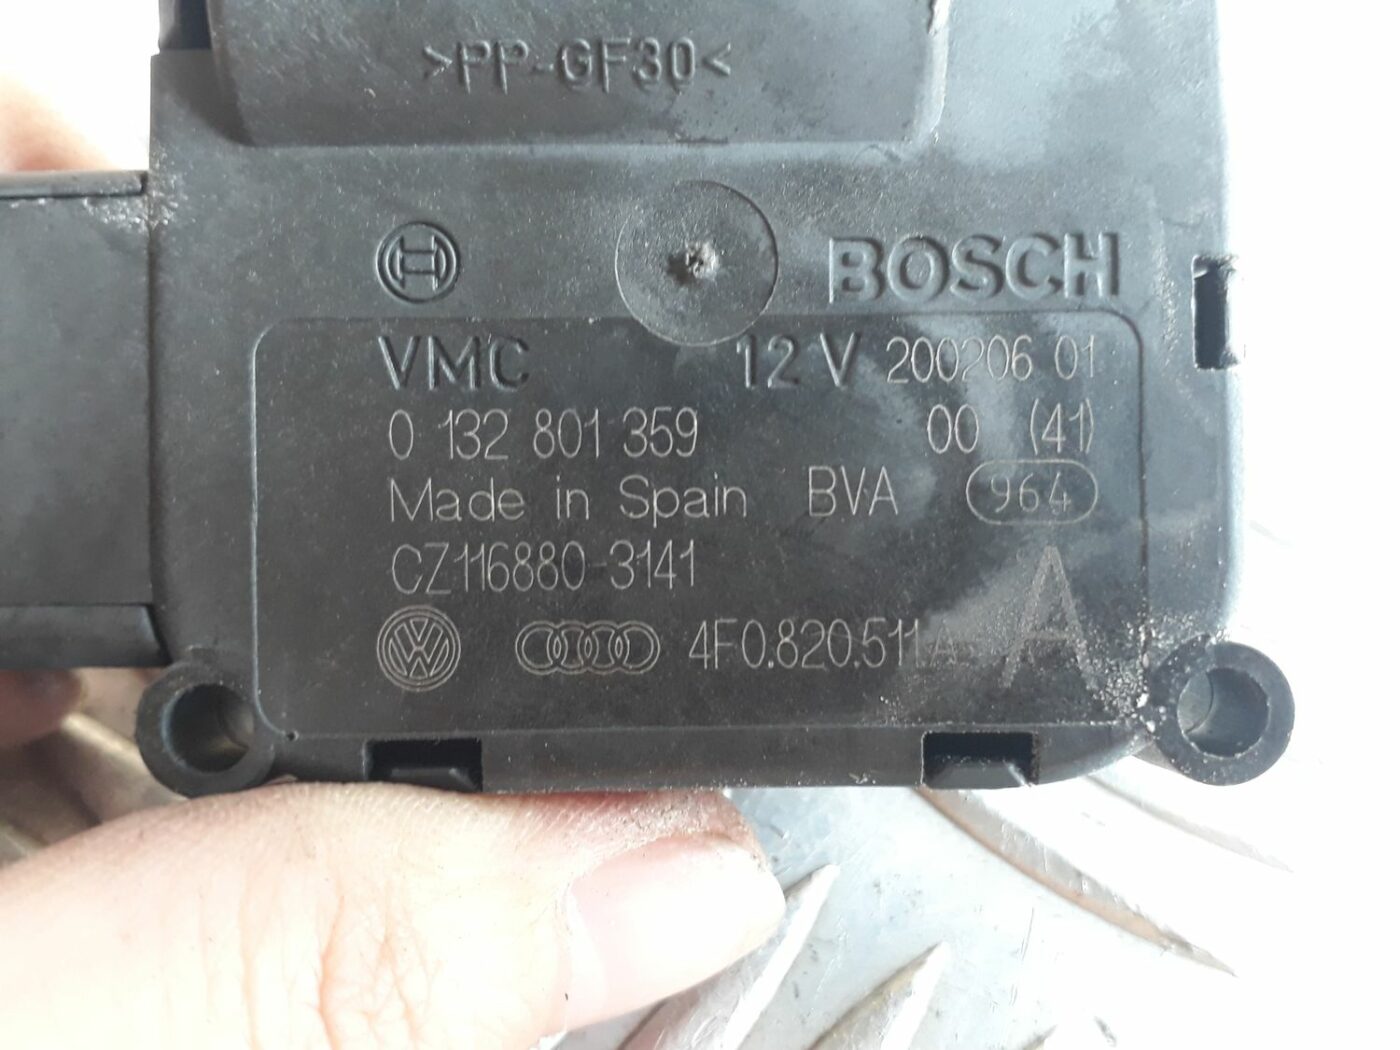 >PP-GF30<
BOSCH
VMC 12 V 200206 01
0 132 801 359 00 (41)
Made in Spain BVA 964
CZ116880-3141
4F0.820.511A A